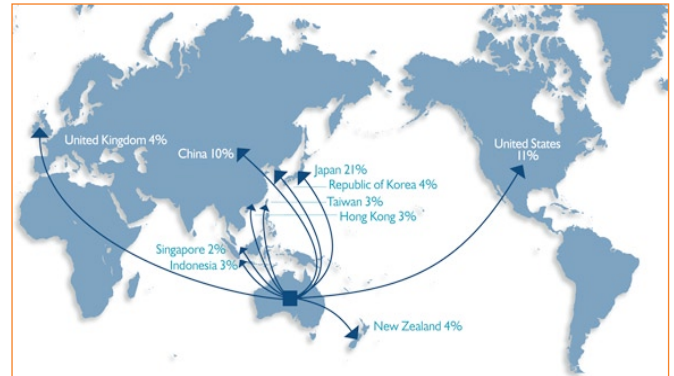 United Kingdom 4%
China 10%
United States
11%
Japan 21%
Republic of Korea 4%
Taiwan 3%
Hong Kong 3%
Singapore 2%
Indonesia 3%
New Zealand 4%